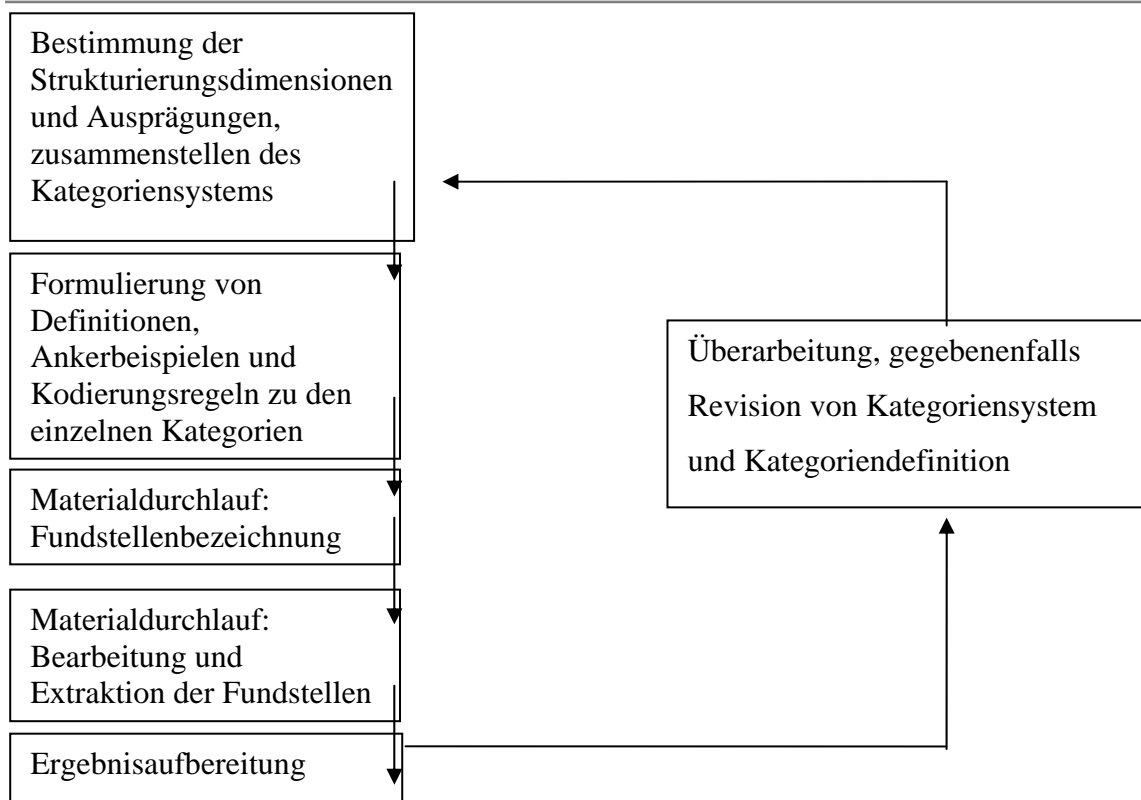 Bestimmung der
Strukturierungsdimensionen
und Ausprägungen,
zusammenstellen des
Kategoriensystems
Formulierung von
Definitionen,
Ankerbeispielen und
Kodierungsregeln zu den
einzelnen Kategorien
Materialdurchlauf:
Fundstellenbezeichnung
Materialdurchlauf:
Bearbeitung und
Extraktion der Fundstellen
Ergebnisaufbereitung
Überarbeitung, gegebenenfalls
Revision von Kategoriensystem
und Kategoriendefinition